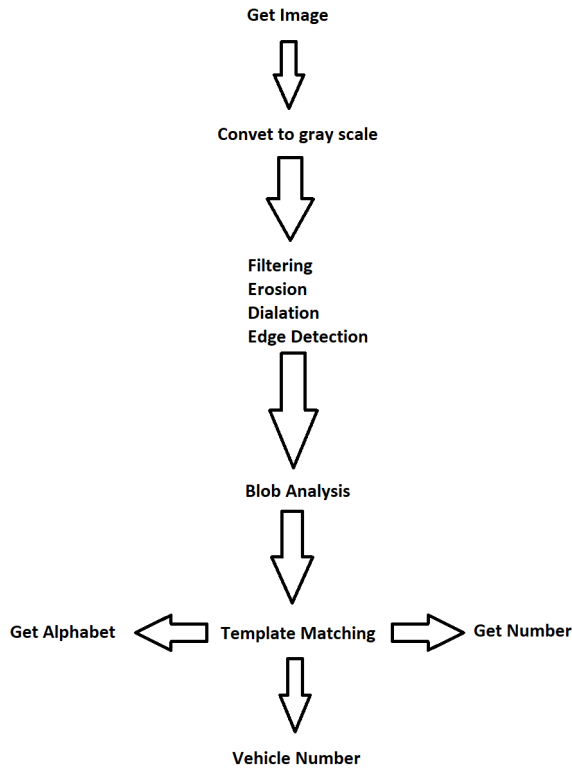 Get Image
Convet to gray scale
Filtering
Erosion
Dialation
Edge Detection
Blob Analysis
Get Alphabet
Template Matching
Get Number
Vehicle Number